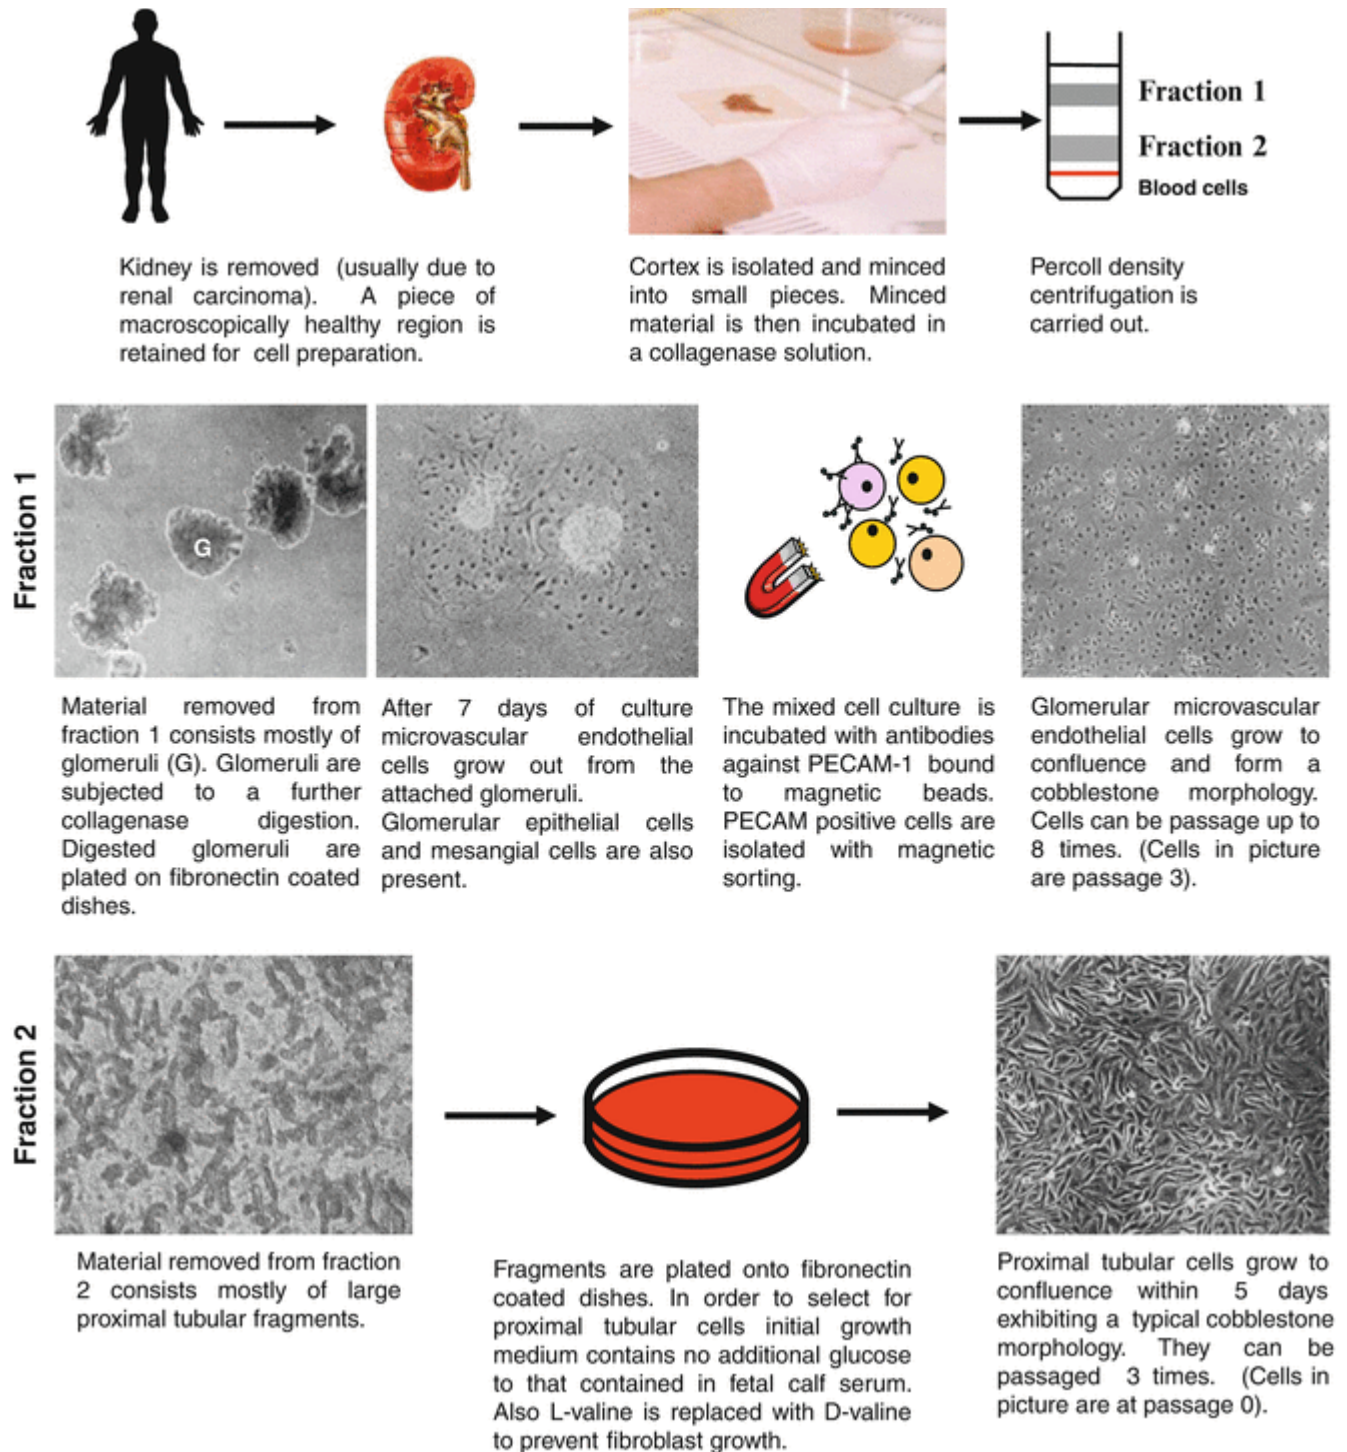 Fraction 1
Fraction 2
Blood cells
Kidney is removed (usually due to
renal carcinoma). A piece of
macroscopically healthy region is
retained for cell preparation.
Cortex is isolated and minced
into small pieces. Minced
material is then incubated in
a collagenase solution.
Percoll density
centrifugation is
carried out.
Fraction 1
G
Material removed from
fraction 1 consists mostly of
glomeruli (G). Glomeruli are
subjected to a further
collagenase digestion.
Digested glomeruli are
plated on fibronectin coated
dishes.
After 7 days of culture
microvascular endothelial
cells grow out from the
attached glomeruli.
Glomerular epithelial cells
and mesangial cells are also
present.
The mixed cell culture is
incubated with antibodies
against PECAM-1 bound
to magnetic beads.
PECAM positive cells are
isolated with magnetic
sorting.
Glomerular microvascular
endothelial cells grow to
confluence and form a
cobblestone morphology.
Cells can be passage up to
8 times. (Cells in picture
are passage 3).
Fraction 2
Material removed from fraction
2 consists mostly of large
proximal tubular fragments.
Fragments are plated onto fibronectin
coated dishes. In order to select for
proximal tubular cells initial growth
medium contains no additional glucose
to that contained in fetal calf serum.
Also L-valine is replaced with D-valine
to prevent fibroblast growth.
Proximal tubular cells grow to
confluence within 5 days
exhibiting a typical cobblestone
morphology. They can be
passaged 3 times. (Cells in
picture are at passage 0).